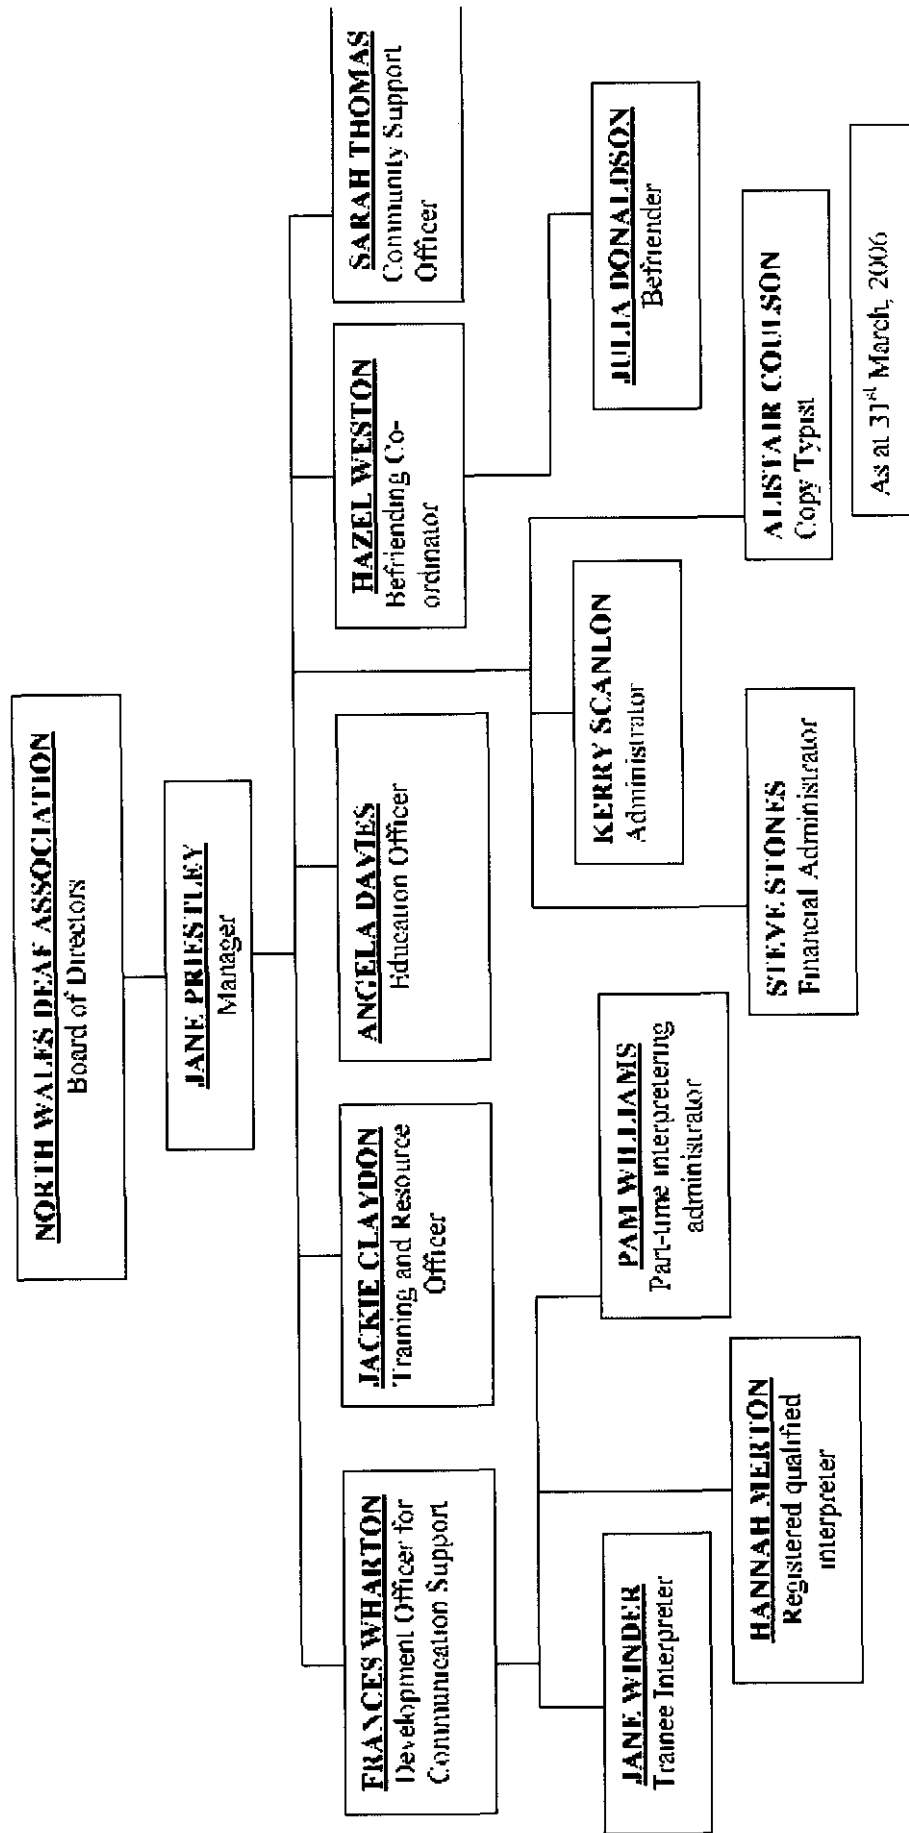 NORTH WALES DEAF ASSOCIATION
Board of Directors
JANE PRIESTLEY
Manager
FRANCES WHARTON
Development Officer for
Communication Support
JACKIE CLAYDON
Training and Resource
Officer
ANGELA DAVIES
Education Officer
HAZEL WESTON
Befriending Co-
ordinator
SARAH THOMAS
Community Support
Officer
JANE WINDER
Trainee Interpreter
HANNAH MERTON
Registered qualified
interpreter
PAM WILLIAMS
Part-time interpretering
administrator
STEVE STONES
Financial Administrator
KERRY SCANLON
Administrator
ALISTAIR COULSON
Copy Typist
JULIA DONALDSON
Befriender
As at 31st March, 2006